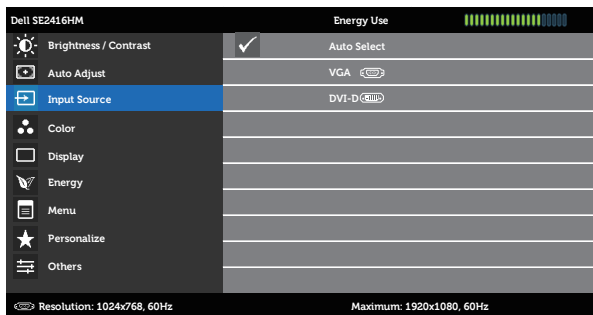 Dell SE2416HM Energy Use
Brightness / Contrast Auto Select
Auto Adjust VGA
Input Source DVI-D
Color
Display
Energy
Menu
Personalize
Others
Resolution: 1024x768, 60Hz Maximum: 1920x1080, 60Hz